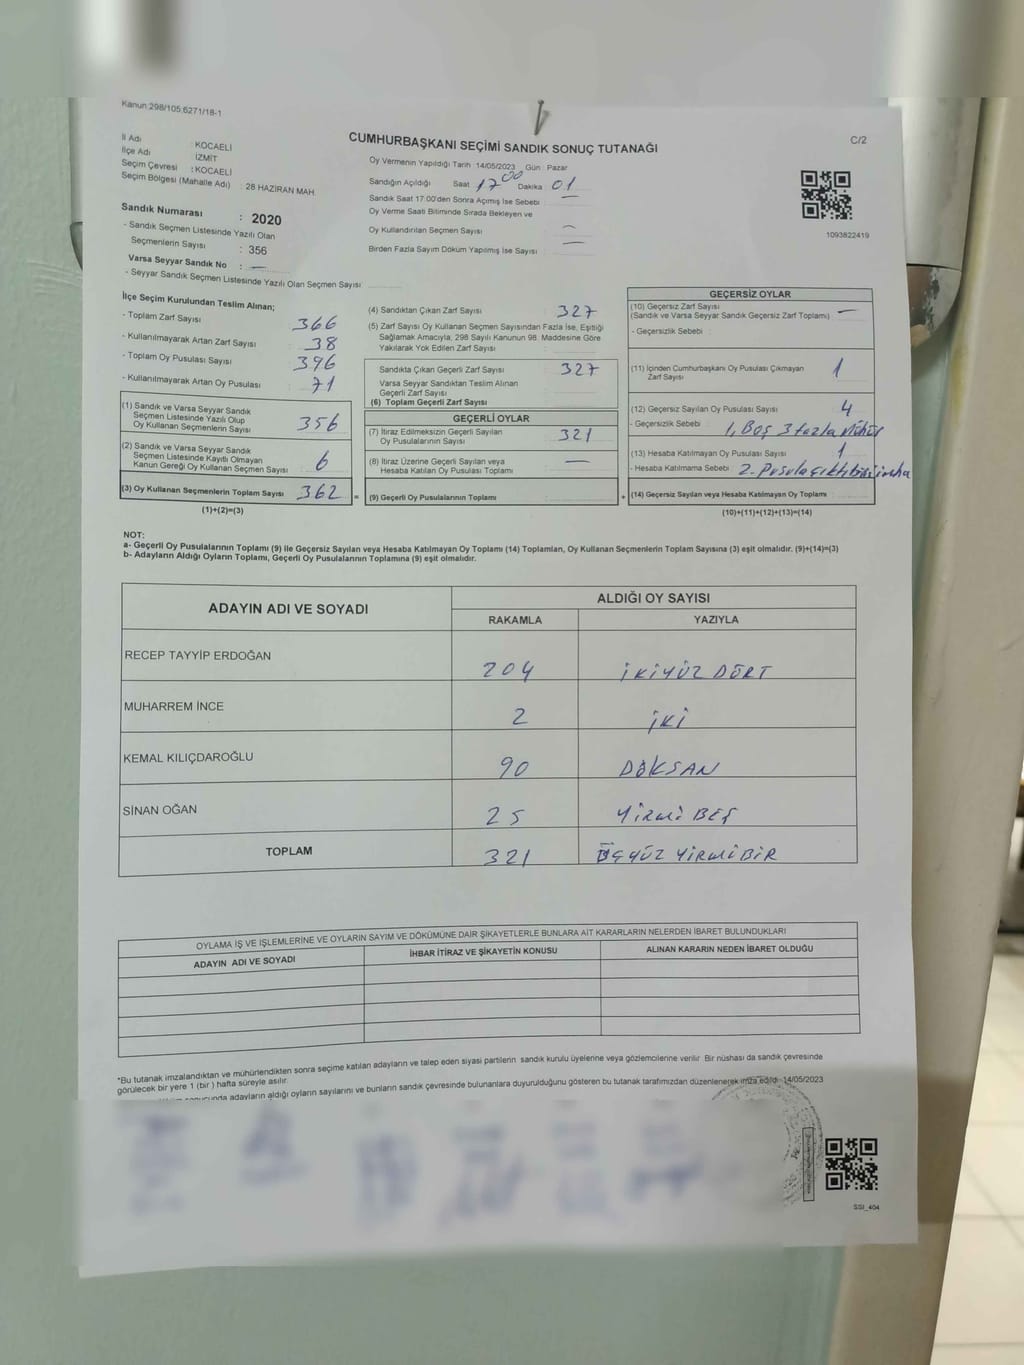 Kanun 298/105,6271/18-1
CUMHURBAŞKANI SEÇİMİ SANDIK SONUÇ TUTANAĞI
C/2
İl Adı : KOCAELİ
İlçe Adı : İZMİT
Seçim Çevresi : KOCAELİ
Seçim Bölgesi (Mahalle Adı) : 28 HAZİRAN MAH
Sandık Numarası : 2020
- Sandık Seçmen Listesinde Yazılı Olan
Seçmenlerin Sayısı : 356
Varsa Seyyar Sandık No : —
- Seyyar Sandık Seçmen Listesinde Yazılı Olan Seçmen Sayısı
Oy Vermenin Yapıldığı Tarih : 14/05/2023 Gün : Pazar
Sandığın Açıldığı Saat 17 00 Dakika 01
Sandık Saat 17:00'den Sonra Açmış İse Sebebi : —
Oy Verme Saati Bitiminde Sırada Bekleyen ve
Oy Kullandırılan Seçmen Sayısı : —
Birden Fazla Sayım Döküm Yapılmış İse Sayısı : —
1093822419
İlçe Seçim Kurulundan Teslim Alınan;
- Toplam Zarf Sayısı 366
- Kullanılmayarak Artan Zarf Sayısı : 38
- Toplam Oy Pusulası Sayısı 396
- Kullanılmayarak Artan Oy Pusulası : 71
(1) Sandık ve Varsa Seyyar Sandık
Seçmen Listesinde Yazılı Olup
Oy Kullanan Seçmenlerin Sayısı 356
(2) Sandık ve Varsa Seyyar Sandık
Seçmen Listesinde Kayıtlı Olmayan
Kanun Gereği Oy Kullanan Seçmen Sayısı 6
(3) Oy Kullanan Seçmenlerin Toplam Sayısı 362 =
(1)+(2)=(3)
(4) Sandıktan Çıkan Zarf Sayısı : 327
(5) Zarf Sayısı Oy Kullanan Seçmen Sayısından Fazla İse, Eşitliği
Sağlamak Amacıyla; 298 Sayılı Kanunun 98. Maddesine Göre
Yakılarak Yok Edilen Zarf Sayısı :
Sandıkta Çıkan Geçerli Zarf Sayısı : 327
Varsa Seyyar Sandıktan Teslim Alınan
Geçerli Zarf Sayısı :
(6) Toplam Geçerli Zarf Sayısı :
GEÇERLİ OYLAR
(7) İtiraz Edilmeksizin Geçerli Sayılan
Oy Pusulalarının Sayısı : 321
(8) İtiraz Üzerine Geçerli Sayılan veya
Hesaba Katılan Oy Pusulası Toplamı : —
(9) Geçerli Oy Pusulalarının Toplamı : +
GEÇERSİZ OYLAR
(10) Geçersiz Zarf Sayısı
(Sandık ve Varsa Seyyar Sandık Geçersiz Zarf Toplamı) —
- Geçersizlik Sebebi :
(11) İçinden Cumhurbaşkanı Oy Pusulası Çıkmayan
Zarf Sayısı 1
(12) Geçersiz Sayılan Oy Pusulası Sayısı : 4
- Geçersizlik Sebebi : 1, Boş 3 fazla Mühür
(13) Hesaba Katılmayan Oy Pusulası Sayısı : 1
- Hesaba Katılmama Sebebi : 2. Pusula çıktı
(14) Geçersiz Sayılan veya Hesaba Katılmayan Oy Toplamı :
(10)+(11)+(12)+(13)=(14)
NOT:
a- Geçerli Oy Pusulalarının Toplamı (9) ile Geçersiz Sayılan veya Hesaba Katılmayan Oy Toplamı (14) Toplamları, Oy Kullanan Seçmenlerin Toplam Sayısına (3) eşit olmalıdır. (9)+(14)=(3)
b- Adayların Aldığı Oyların Toplamı, Geçerli Oy Pusulalarının Toplamına (9) eşit olmalıdır.
ADAYIN ADI VE SOYADI
ALDIĞI OY SAYISI
RAKAMLA YAZIYLA
RECEP TAYYİP ERDOĞAN 204 İKİYÜZ DÖRT
MUHARREM İNCE 2 İKİ
KEMAL KILIÇDAROĞLU 90 DOKSAN
SİNAN OĞAN 25 YİRMİ BEŞ
TOPLAM 321 ÜÇYÜZ YİRMİBİR
OYLAMA İŞ VE İŞLEMLERİNE VE OYLARIN SAYIM VE DÖKÜMÜNE DAİR ŞİKAYETLERLE BUNLARA AİT KARARLARIN NELERDEN İBARET BULUNDUKLARI
ADAYIN ADI VE SOYADI İHBAR İTİRAZ VE ŞİKAYETİN KONUSU ALINAN KARARIN NEDEN İBARET OLDUĞU
*Bu tutanak imzalandıktan ve mühürlendikten sonra seçime katılan adayların ve talep eden siyasi partilerin sandık kurulu üyelerine veya gözlemcilerine verilir. Bir nüshası da sandık çevresinde
görülecek bir yere 1 (bir) hafta süreyle asılır.
adayların aldığı oyların sayılarını ve bunların sandık çevresinde bulunanlara duyurulduğunu gösteren bu tutanak tarafımızdan düzenlenerek imza edildi. 14/05/2023
SSI_404